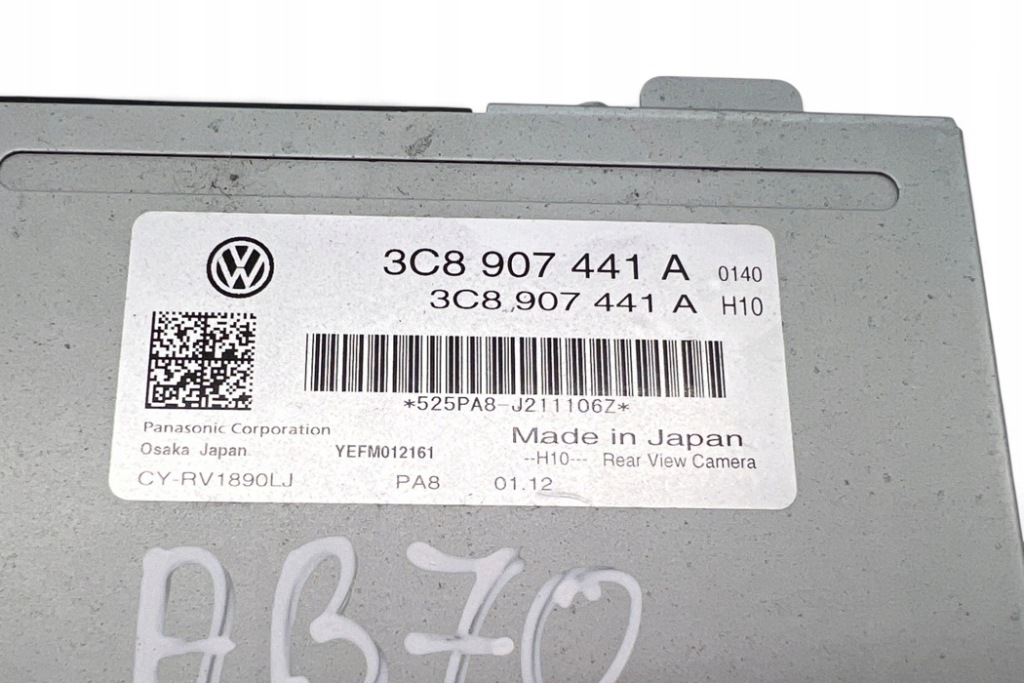 3C8 907 441 A 0140
3C8 907 441 A H10
*525PA8-J211106Z*
Panasonic Corporation
Made in Japan
Osaka Japan YEFM012161 --H10--- Rear View Camera
CY-RV1890LJ PA8 01.12
AB70